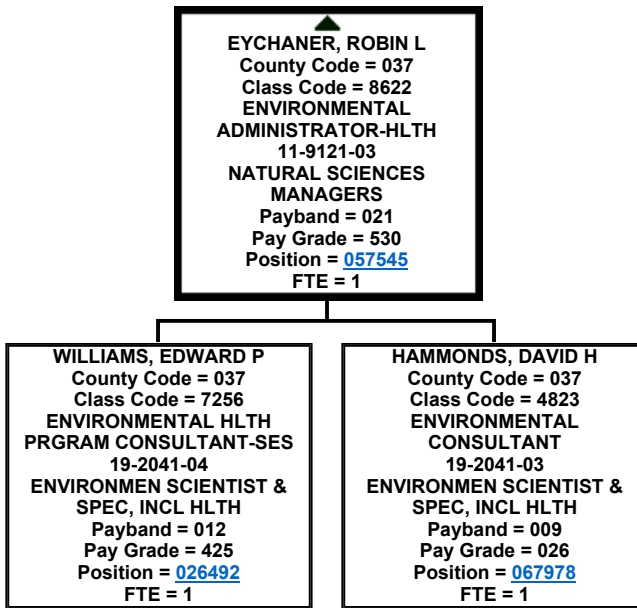 EYCHANER, ROBIN L
County Code = 037
Class Code = 8622
ENVIRONMENTAL
ADMINISTRATOR-HLTH
11-9121-03
NATURAL SCIENCES
MANAGERS
Payband = 021
Pay Grade = 530
Position = 057545
FTE = 1
WILLIAMS, EDWARD P
County Code = 037
Class Code = 7256
ENVIRONMENTAL HLTH
PRGRAM CONSULTANT-SES
19-2041-04
ENVIRONMEN SCIENTIST &
SPEC, INCL HLTH
Payband = 012
Pay Grade = 425
Position = 026492
FTE = 1
HAMMONDS, DAVID H
County Code = 037
Class Code = 4823
ENVIRONMENTAL
CONSULTANT
19-2041-03
ENVIRONMEN SCIENTIST &
SPEC, INCL HLTH
Payband = 009
Pay Grade = 026
Position = 067978
FTE = 1